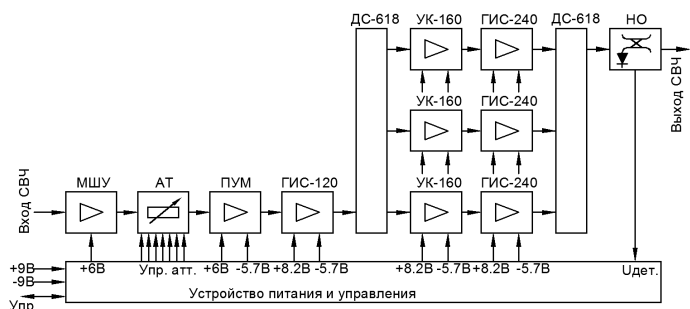 ДС-618 УК-160 ГИС-240 ДС-618 НО
Выход СВЧ
УК-160 ГИС-240
МШУ АТ ПУМ ГИС-120 УК-160 ГИС-240
Вход СВЧ
+9В +6В Упр. атт. +6В -5.7В +8.2В -5.7В +8.2В -5.7В +8.2В -5.7В Uдет.
-9В
Устройство питания и управления
Упр